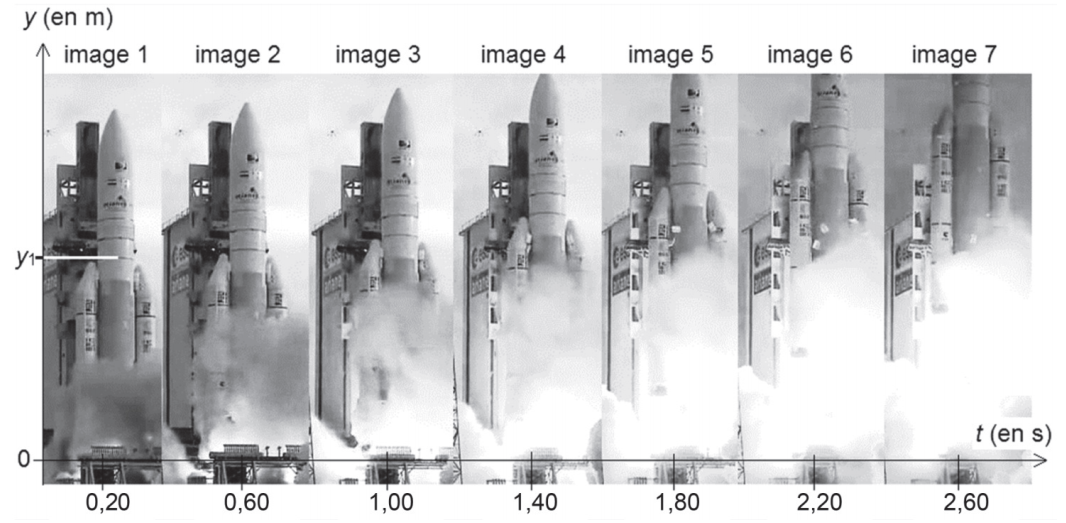 y (en m)
image 1 image 2 image 3 image 4 image 5 image 6 image 7
y1
0
t (en s)
0,20 0,60 1,00 1,40 1,80 2,20 2,60